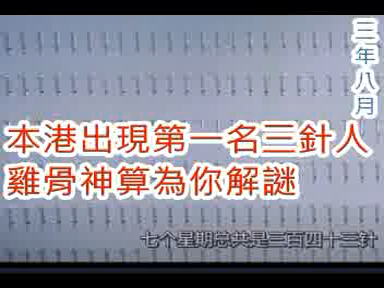 三年八月
本港出現第一名三針人
雞骨神算為你解謎
七个星期总共是三百四十三针